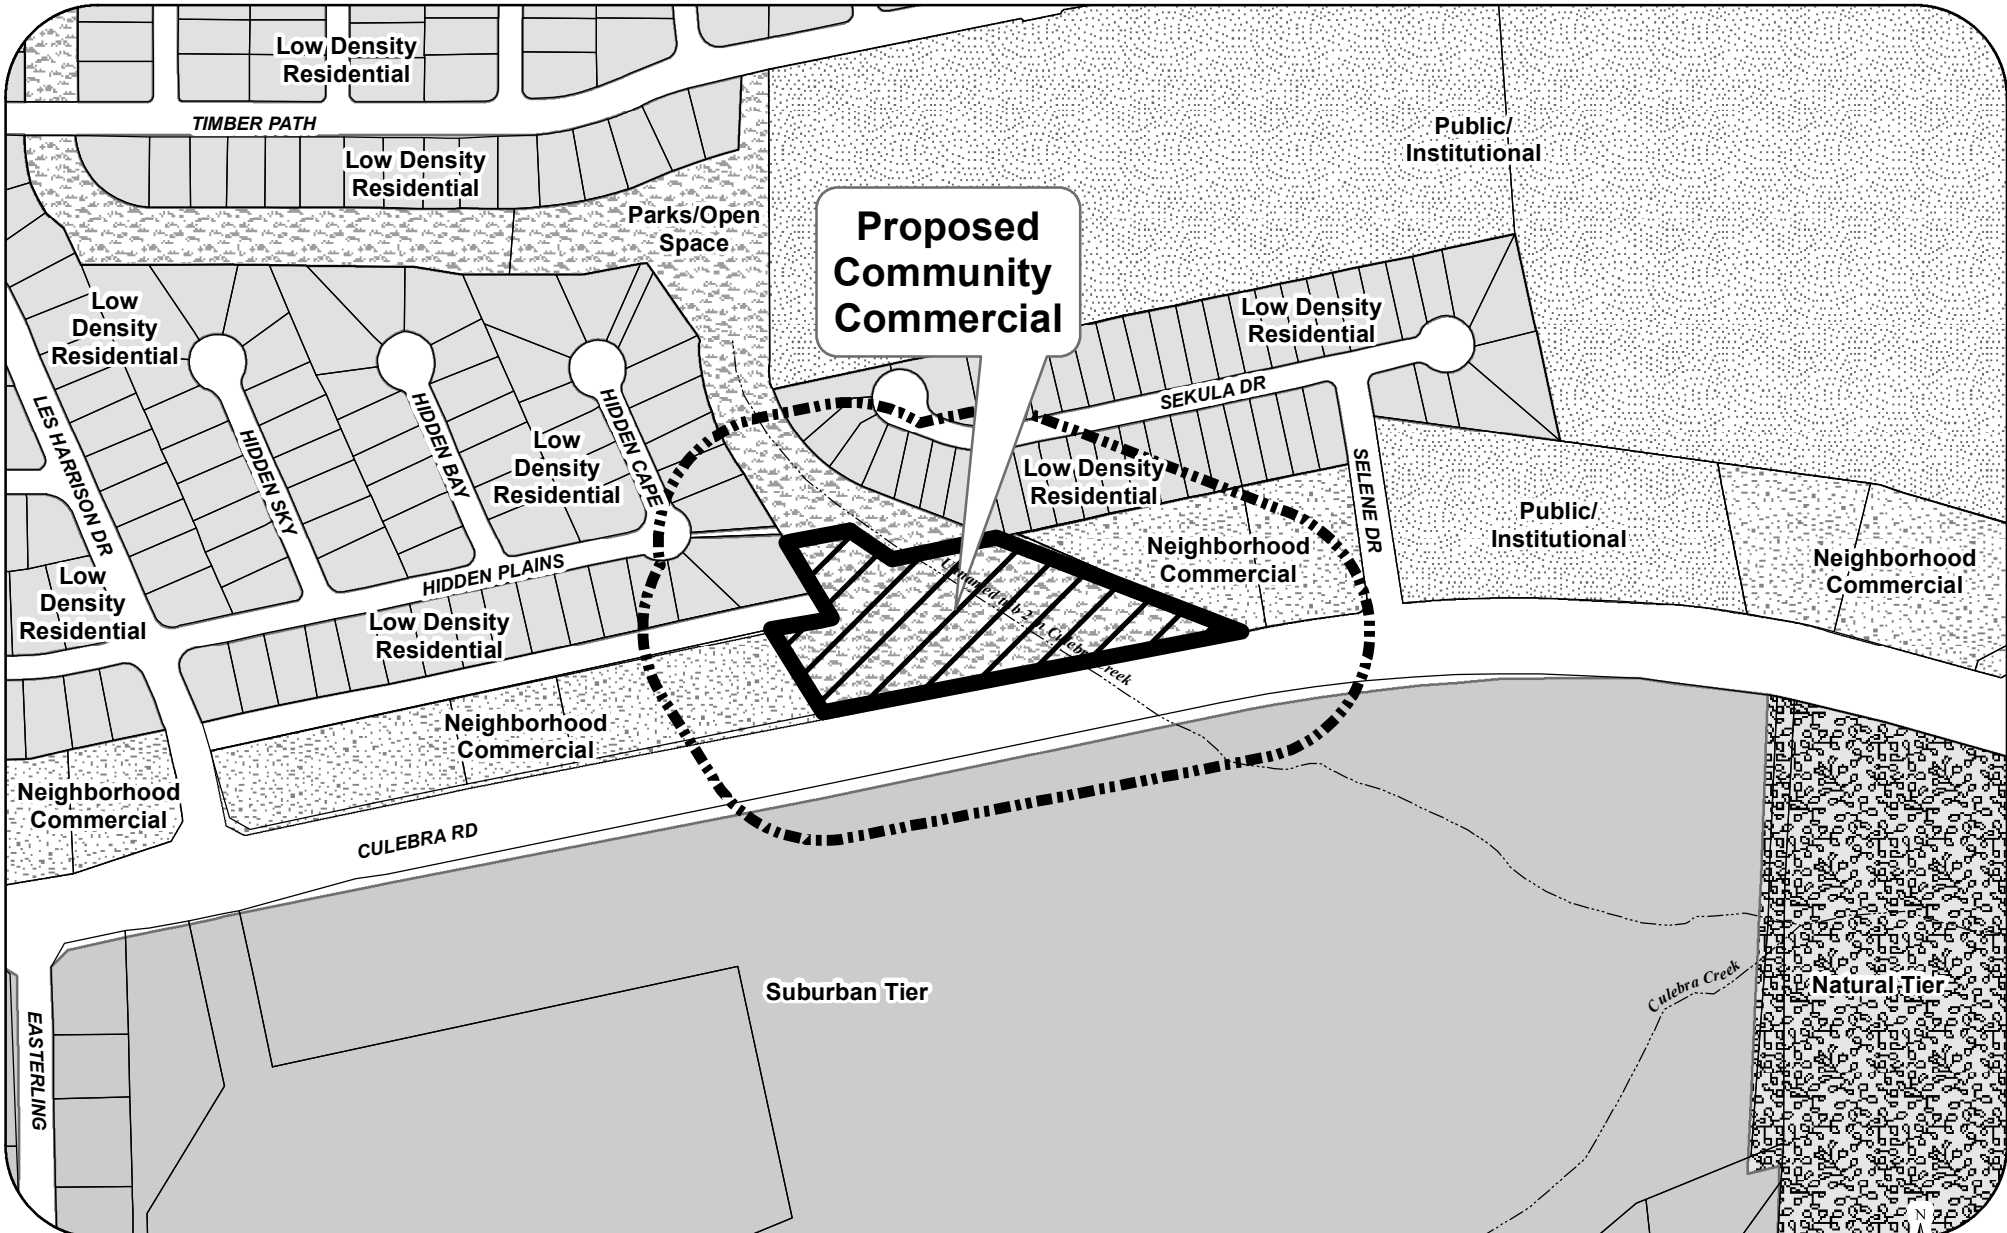 Low Density
Residential
TIMBER PATH
Low Density
Residential
Public/
Institutional
Parks/Open
Space
Proposed
Community
Commercial
Low
Density
Residential
Low Density
Residential
SEKULA DR
LES HARRISON DR
HIDDEN SKY
HIDDEN BAY
HIDDEN CAPE
Low
Density
Residential
Low Density
Residential
SELENE DR
Public/
Institutional
Neighborhood
Commercial
Neighborhood
Commercial
HIDDEN PLAINS
Low
Density
Residential
Low Density
Residential
Culebra Creek
Neighborhood
Commercial
Neighborhood
Commercial
CULEBRA RD
Suburban Tier
Culebra Creek
Natural Tier
EASTERLING
N